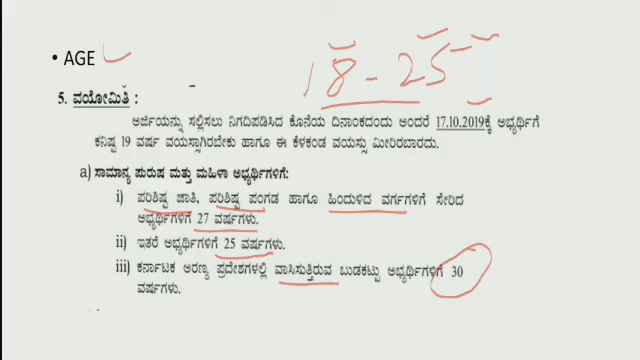 • AGE
18 - 25
5. ವಯೋಮಿತಿ :
ಅರ್ಜಿಯನ್ನು ಸಲ್ಲಿಸಲು ನಿಗದಿಪಡಿಸಿದ ಕೊನೆಯ ದಿನಾಂಕದಂದು ಅಂದರೆ 17.10.2019ಕ್ಕೆ ಅಭ್ಯರ್ಥಿಗೆ
ಕನಿಷ್ಟ 19 ವರ್ಷ ವಯಸ್ಸಾಗಿರಬೇಕು ಹಾಗೂ ಈ ಕೆಳಕಂಡ ವಯಸ್ಸು ಮೀರಿರಬಾರದು.
a) ಸಾಮಾನ್ಯ ಪುರುಷ ಮತ್ತು ಮಹಿಳಾ ಅಭ್ಯರ್ಥಿಗಳಿಗೆ:
i) ಪರಿಶಿಷ್ಟ ಜಾತಿ, ಪರಿಶಿಷ್ಟ ಪಂಗಡ ಹಾಗೂ ಹಿಂದುಳಿದ ವರ್ಗಗಳಿಗೆ ಸೇರಿದ
ಅಭ್ಯರ್ಥಿಗಳಿಗೆ 27 ವರ್ಷಗಳು.
ii) ಇತರೆ ಅಭ್ಯರ್ಥಿಗಳಿಗೆ 25 ವರ್ಷಗಳು.
iii) ಕರ್ನಾಟಕ ಅರಣ್ಯ ಪ್ರದೇಶಗಳಲ್ಲಿ ವಾಸಿಸುತ್ತಿರುವ ಬುಡಕಟ್ಟು ಅಭ್ಯರ್ಥಿಗಳಿಗೆ 30
ವರ್ಷಗಳು.